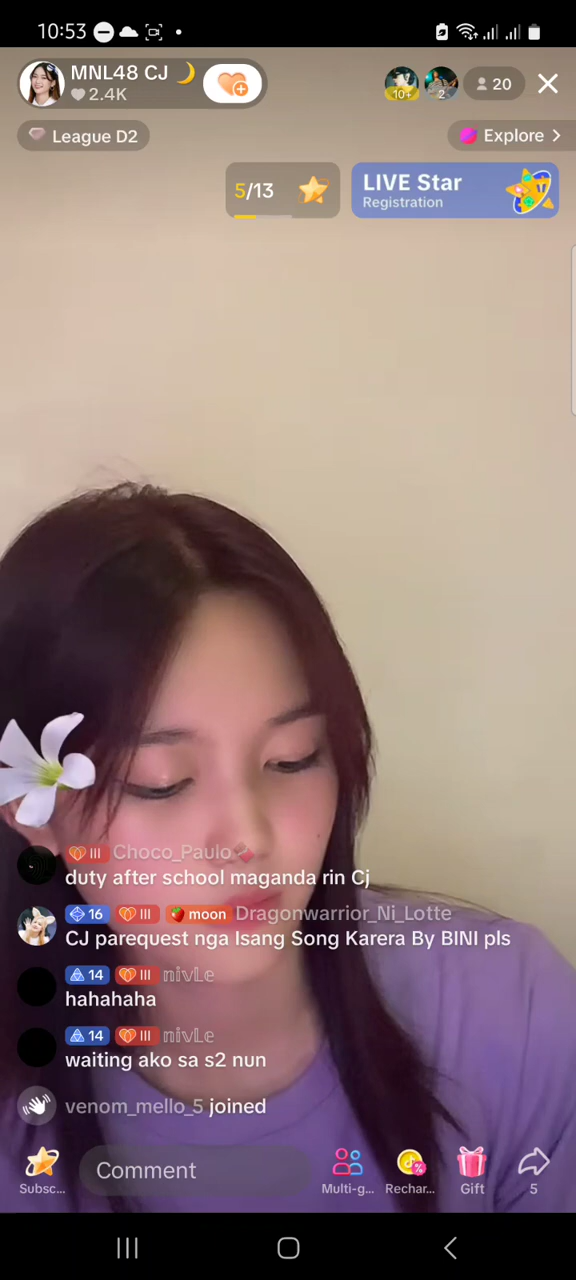 10:53
MNL48 CJ 🌙
2.4K
10+
2
20
League D2
Explore >
5/13
LIVE Star
Registration
III Choco_Paulo🍫
duty after school maganda rin Cj
16 III 🍓 moon Dragonwarrior_Ni_Lotte
CJ parequest nga Isang Song Karera By BINI pls
14 III 𝕟𝕚𝕧𝕃𝕖
hahahaha
14 III 𝕟𝕚𝕧𝕃𝕖
waiting ako sa s2 nun
venom_mello_5 joined
Comment
Subsc...
Multi-g...
Rechar...
Gift
5